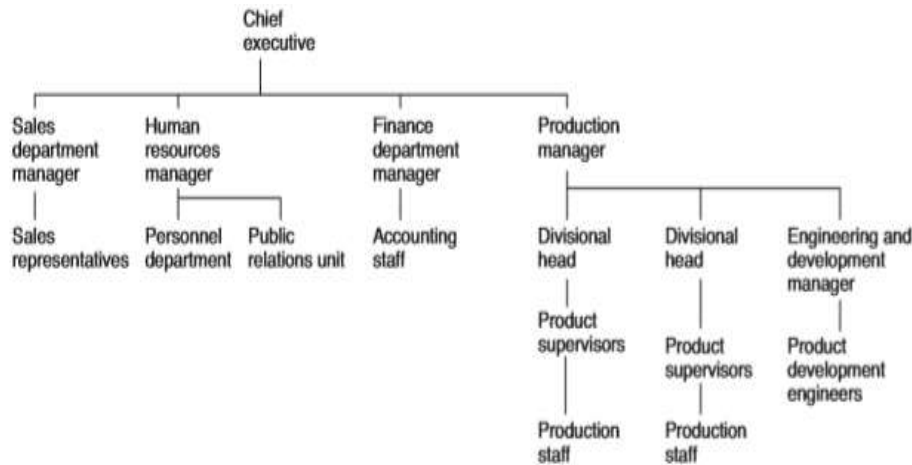 Chief
executive
Sales
department
manager
Human
resources
manager
Finance
department
manager
Production
manager
Sales
representatives
Personnel
department
Public
relations unit
Accounting
staff
Divisional
head
Divisional
head
Engineering and
development
manager
Product
supervisors
Product
supervisors
Product
development
engineers
Production
staff
Production
staff